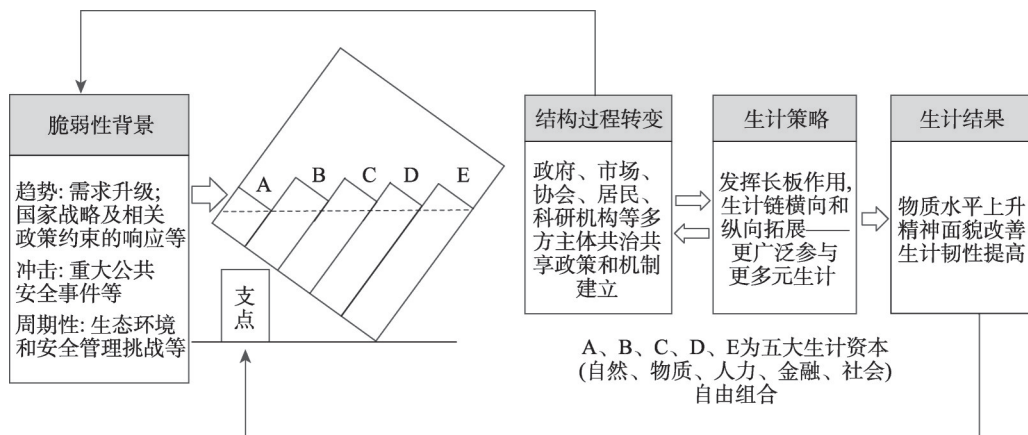 脆弱性背景
趋势: 需求升级;
国家战略及相关
政策约束的响应等
冲击: 重大公共
安全事件等
周期性: 生态环境
和安全管理挑战等
A
B
C
D
E
支
点
结构过程转变
政府、市场、
协会、居民、
科研机构等多
方主体共治共
享政策和机制
建立
生计策略
发挥长板作用,
生计链横向和
纵向拓展——
更广泛参与
更多元生计
生计结果
物质水平上升
精神面貌改善
生计韧性提高
A、B、C、D、E为五大生计资本
(自然、物质、人力、金融、社会)
自由组合